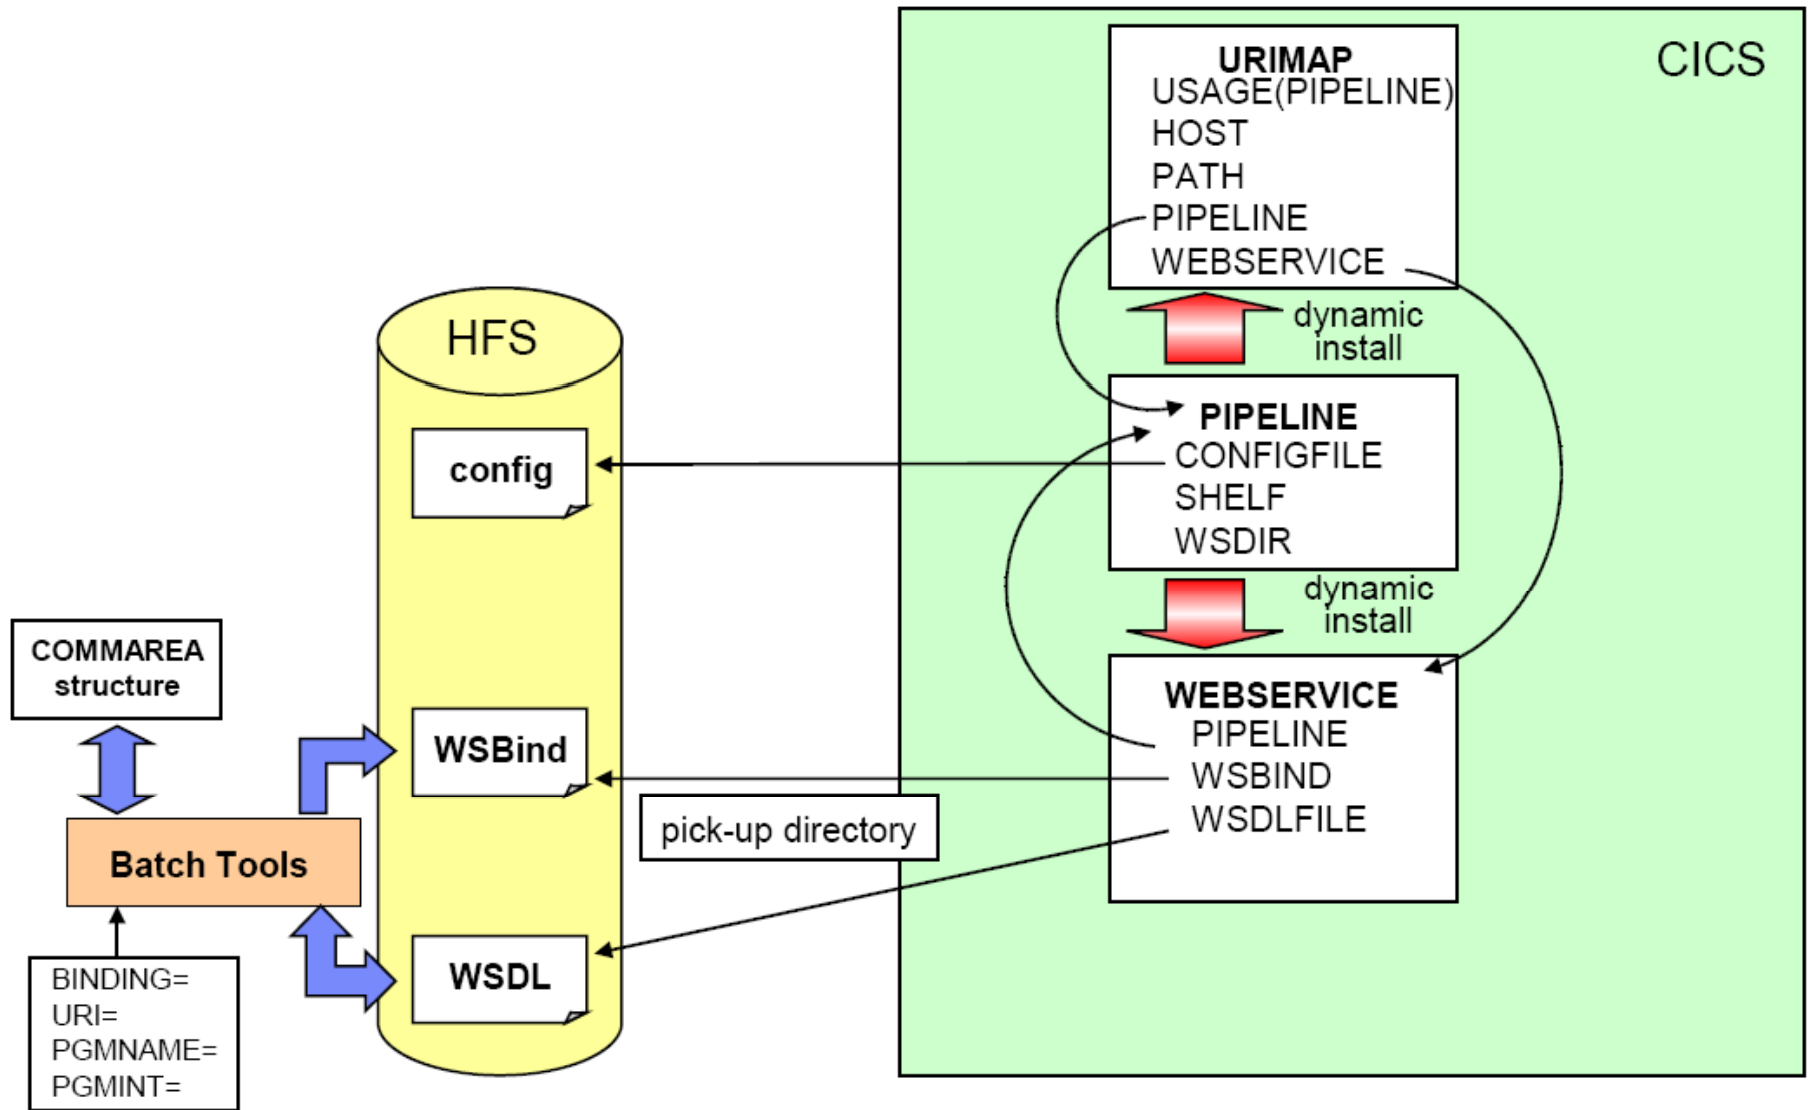 CICS
URIMAP
USAGE(PIPELINE)
HOST
PATH
PIPELINE
WEBSERVICE
dynamic
install
HFS
config
PIPELINE
CONFIGFILE
SHELF
WSDIR
dynamic
install
COMMAREA
structure
WSBind
WEBSERVICE
PIPELINE
WSBIND
WSDLFILE
pick-up directory
Batch Tools
WSDL
BINDING=
URI=
PGMNAME=
PGMINT=